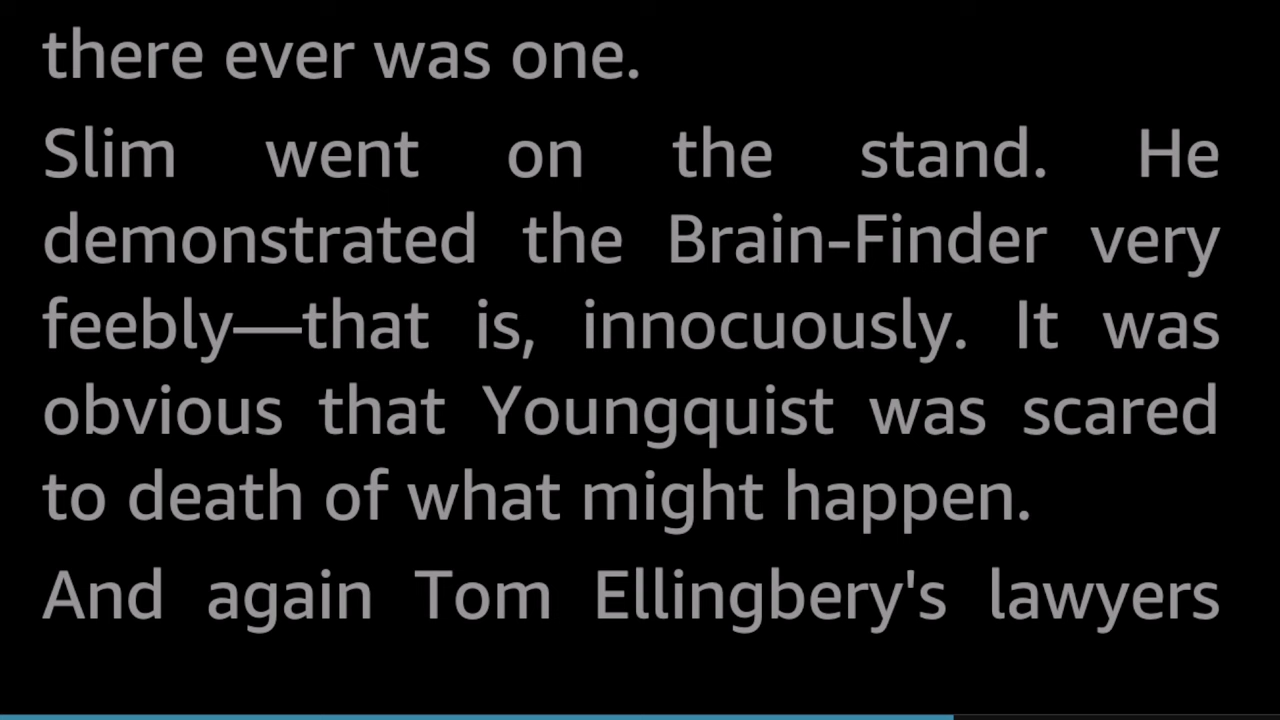 there ever was one.
Slim went on the stand. He
demonstrated the Brain-Finder very
feebly—that is, innocuously. It was
obvious that Youngquist was scared
to death of what might happen.
And again Tom Ellingbery's lawyers